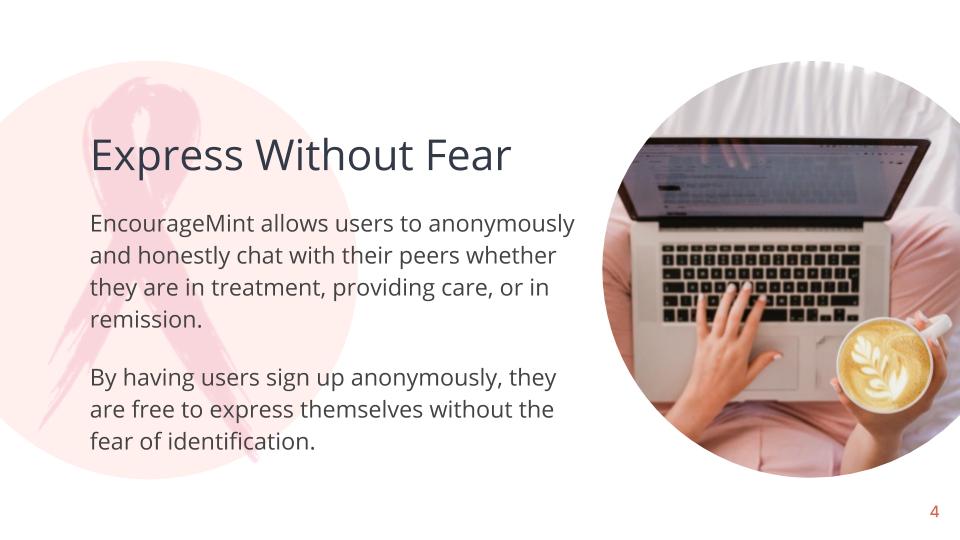 Express Without Fear
EncourageMint allows users to anonymously
and honestly chat with their peers whether
they are in treatment, providing care, or in
remission.
By having users sign up anonymously, they
are free to express themselves without the
fear of identification.
4